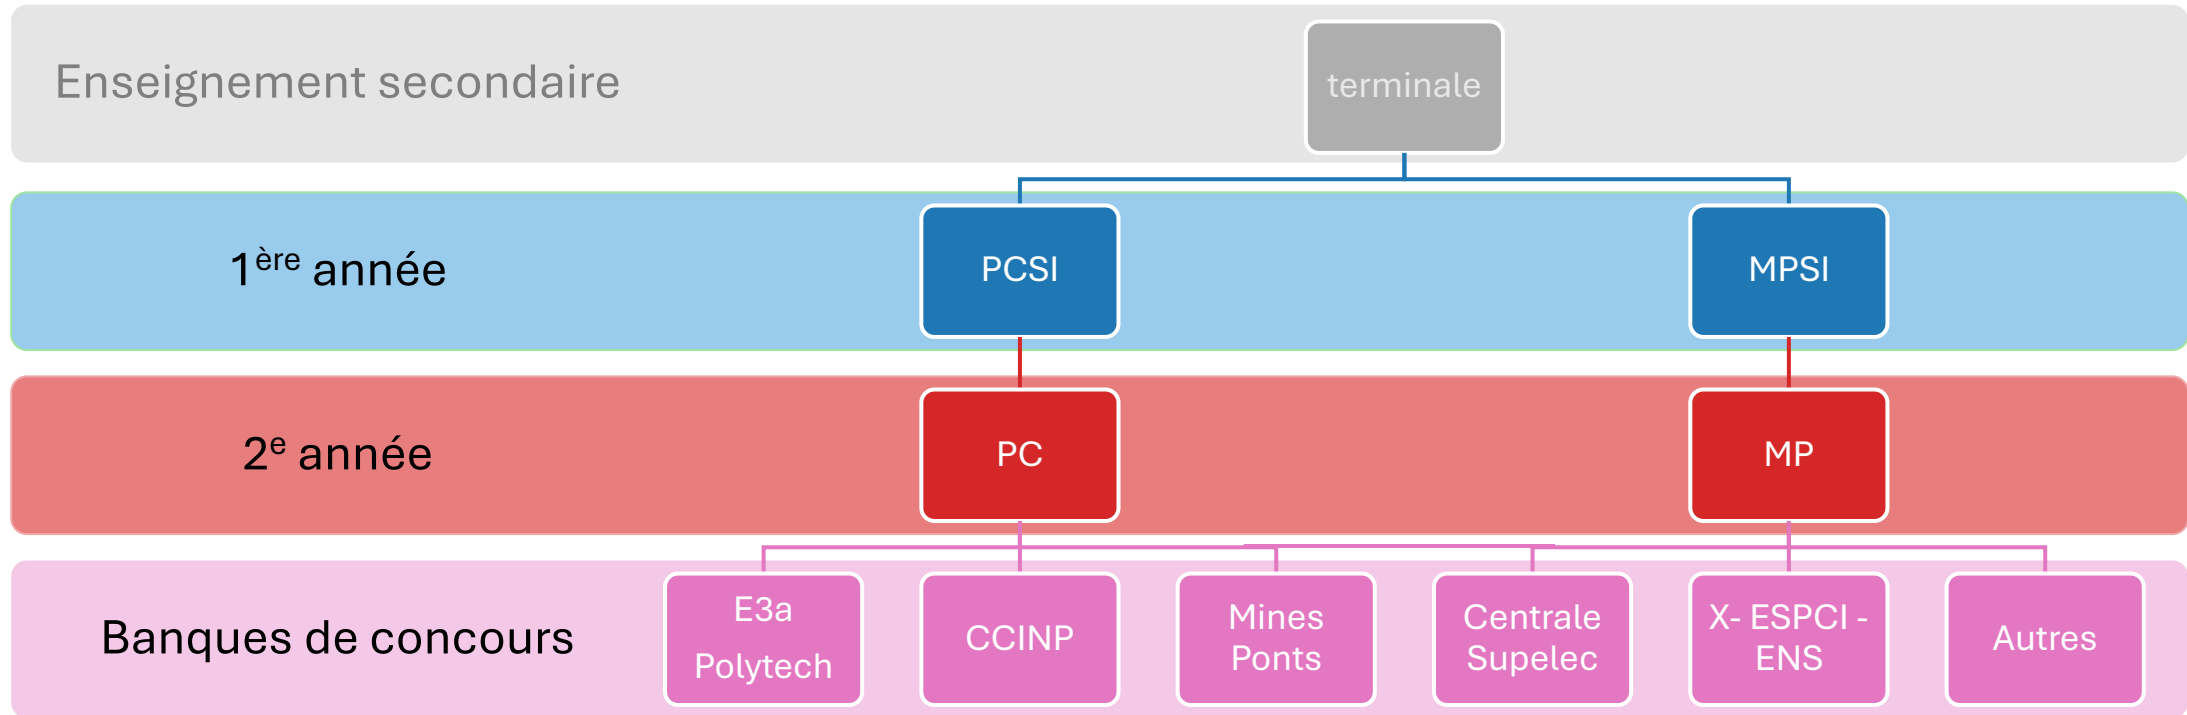 Enseignement secondaire
terminale
1ère année
PCSI
MPSI
2e année
PC
MP
Banques de concours
E3a
Polytech
CCINP
Mines
Ponts
Centrale
Supelec
X- ESPCI -
ENS
Autres